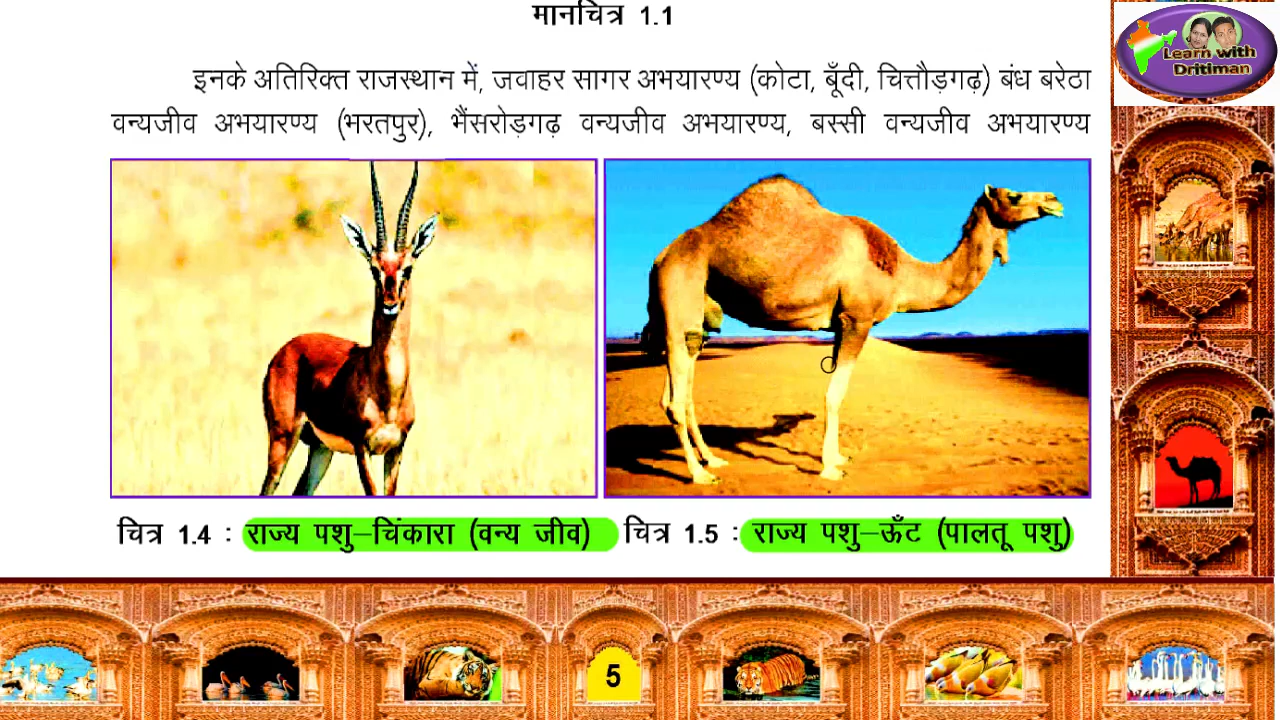 मानचित्र 1.1
Learn with
Dritiman
इनके अतिरिक्त राजस्थान में, जवाहर सागर अभयारण्य (कोटा, बूँदी, चित्तौड़गढ़) बंध बरेठा
वन्यजीव अभयारण्य (भरतपुर), भैंसरोड़गढ़ वन्यजीव अभयारण्य, बस्सी वन्यजीव अभयारण्य
चित्र 1.4 : राज्य पशु–चिंकारा (वन्य जीव)
चित्र 1.5 : राज्य पशु–ऊँट (पालतू पशु)
5